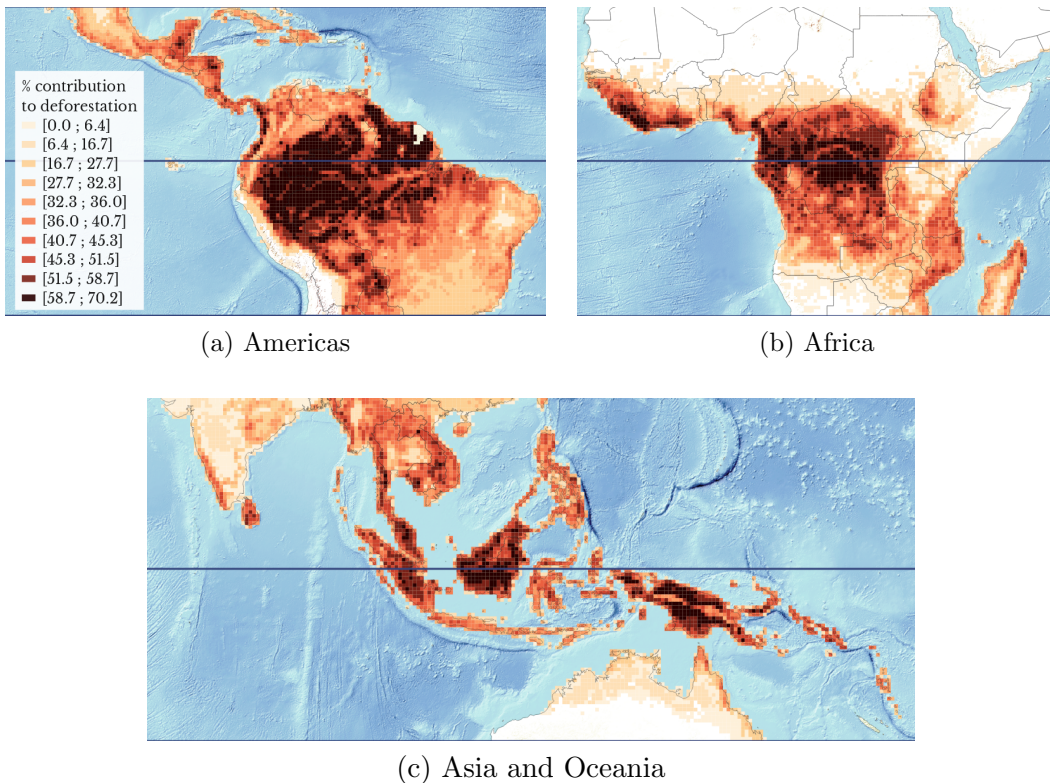 % contribution
to deforestation
[0.0 ; 6.4]
[6.4 ; 16.7]
[16.7 ; 27.7]
[27.7 ; 32.3]
[32.3 ; 36.0]
[36.0 ; 40.7]
[40.7 ; 45.3]
[45.3 ; 51.5]
[51.5 ; 58.7]
[58.7 ; 70.2]
(a) Americas
(b) Africa
(c) Asia and Oceania